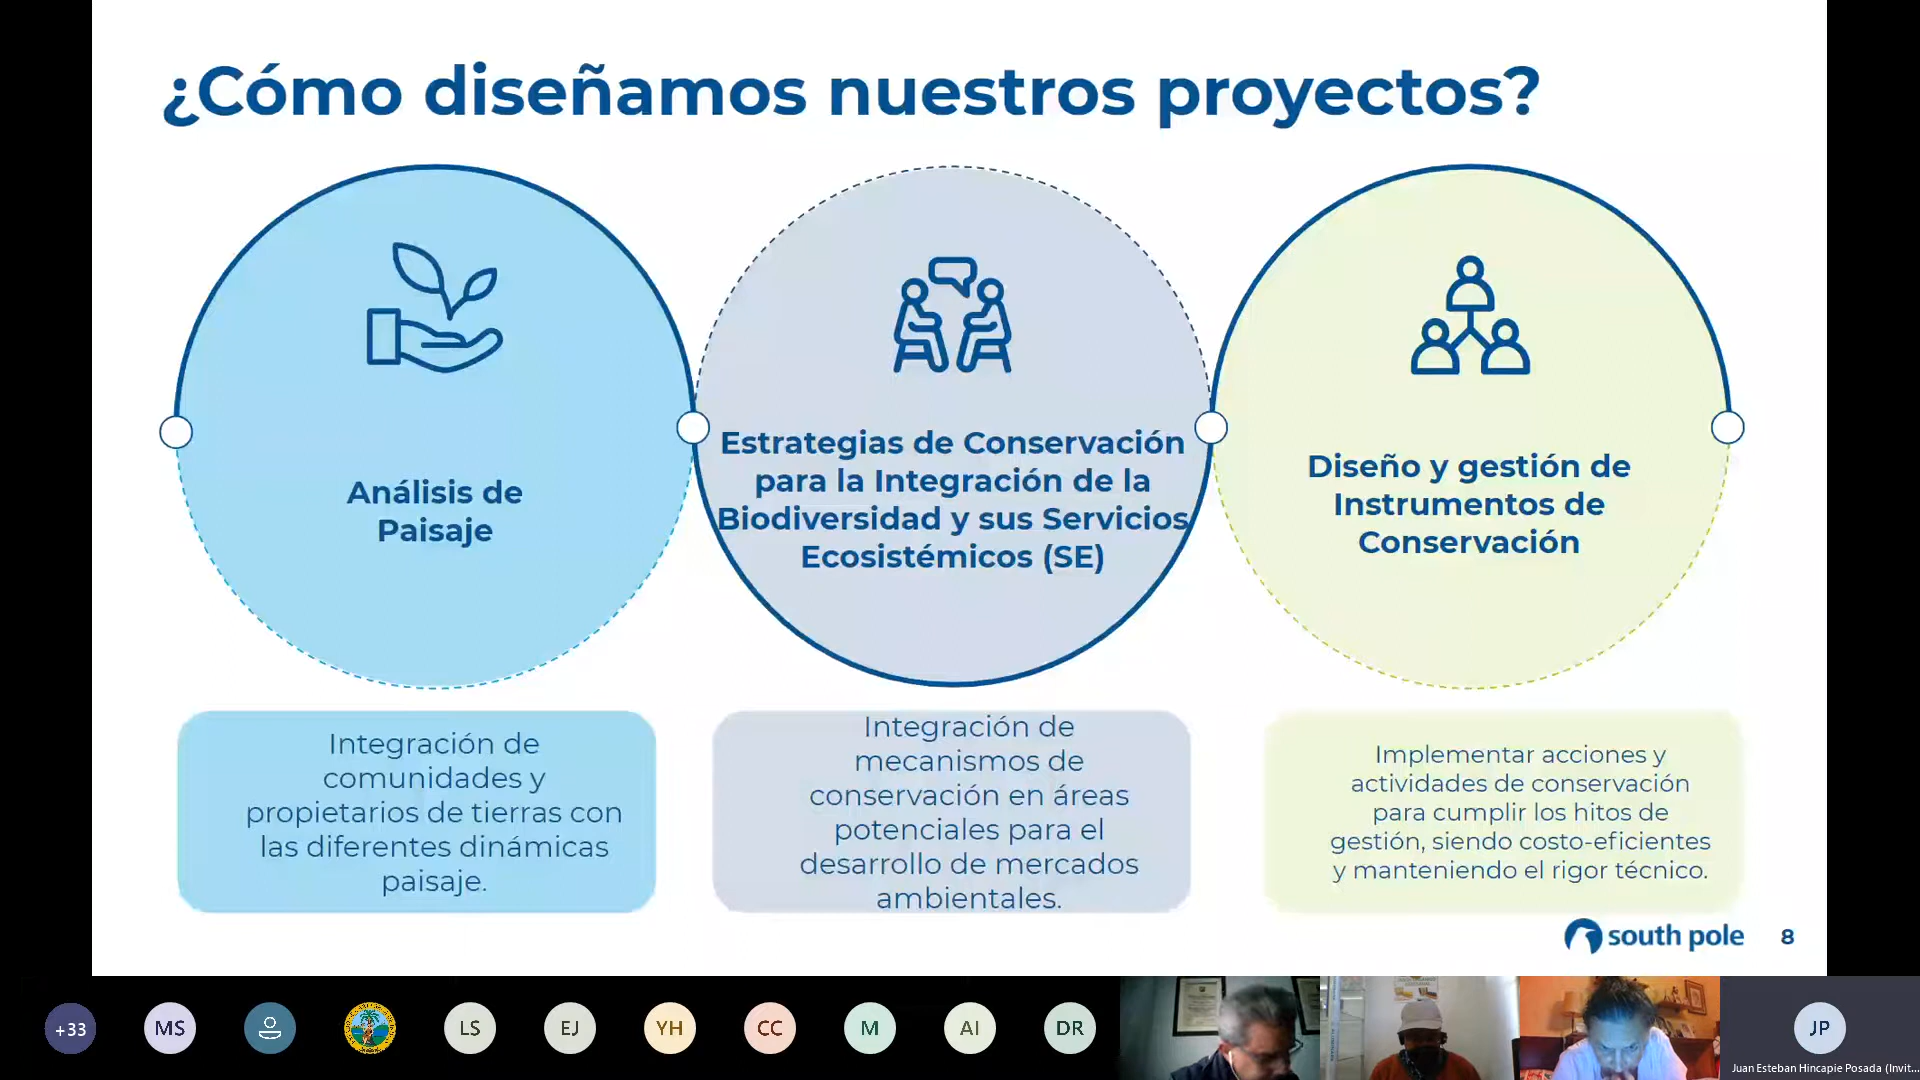 ¿Cómo diseñamos nuestros proyectos?
Análisis de
Paisaje
Estrategias de Conservación
para la Integración de la
Biodiversidad y sus Servicios
Ecosistémicos (SE)
Diseño y gestión de
Instrumentos de
Conservación
Integración de
comunidades y
propietarios de tierras con
las diferentes dinámicas
paisaje.
Integración de
mecanismos de
conservación en áreas
potenciales para el
desarrollo de mercados
ambientales.
Implementar acciones y
actividades de conservación
para cumplir los hitos de
gestión, siendo costo-eficientes
y manteniendo el rigor técnico.
south pole
8
+33
MS
LS
EJ
YH
CC
M
AI
DR
JP
Juan Esteban Hincapie Posada (Invit...